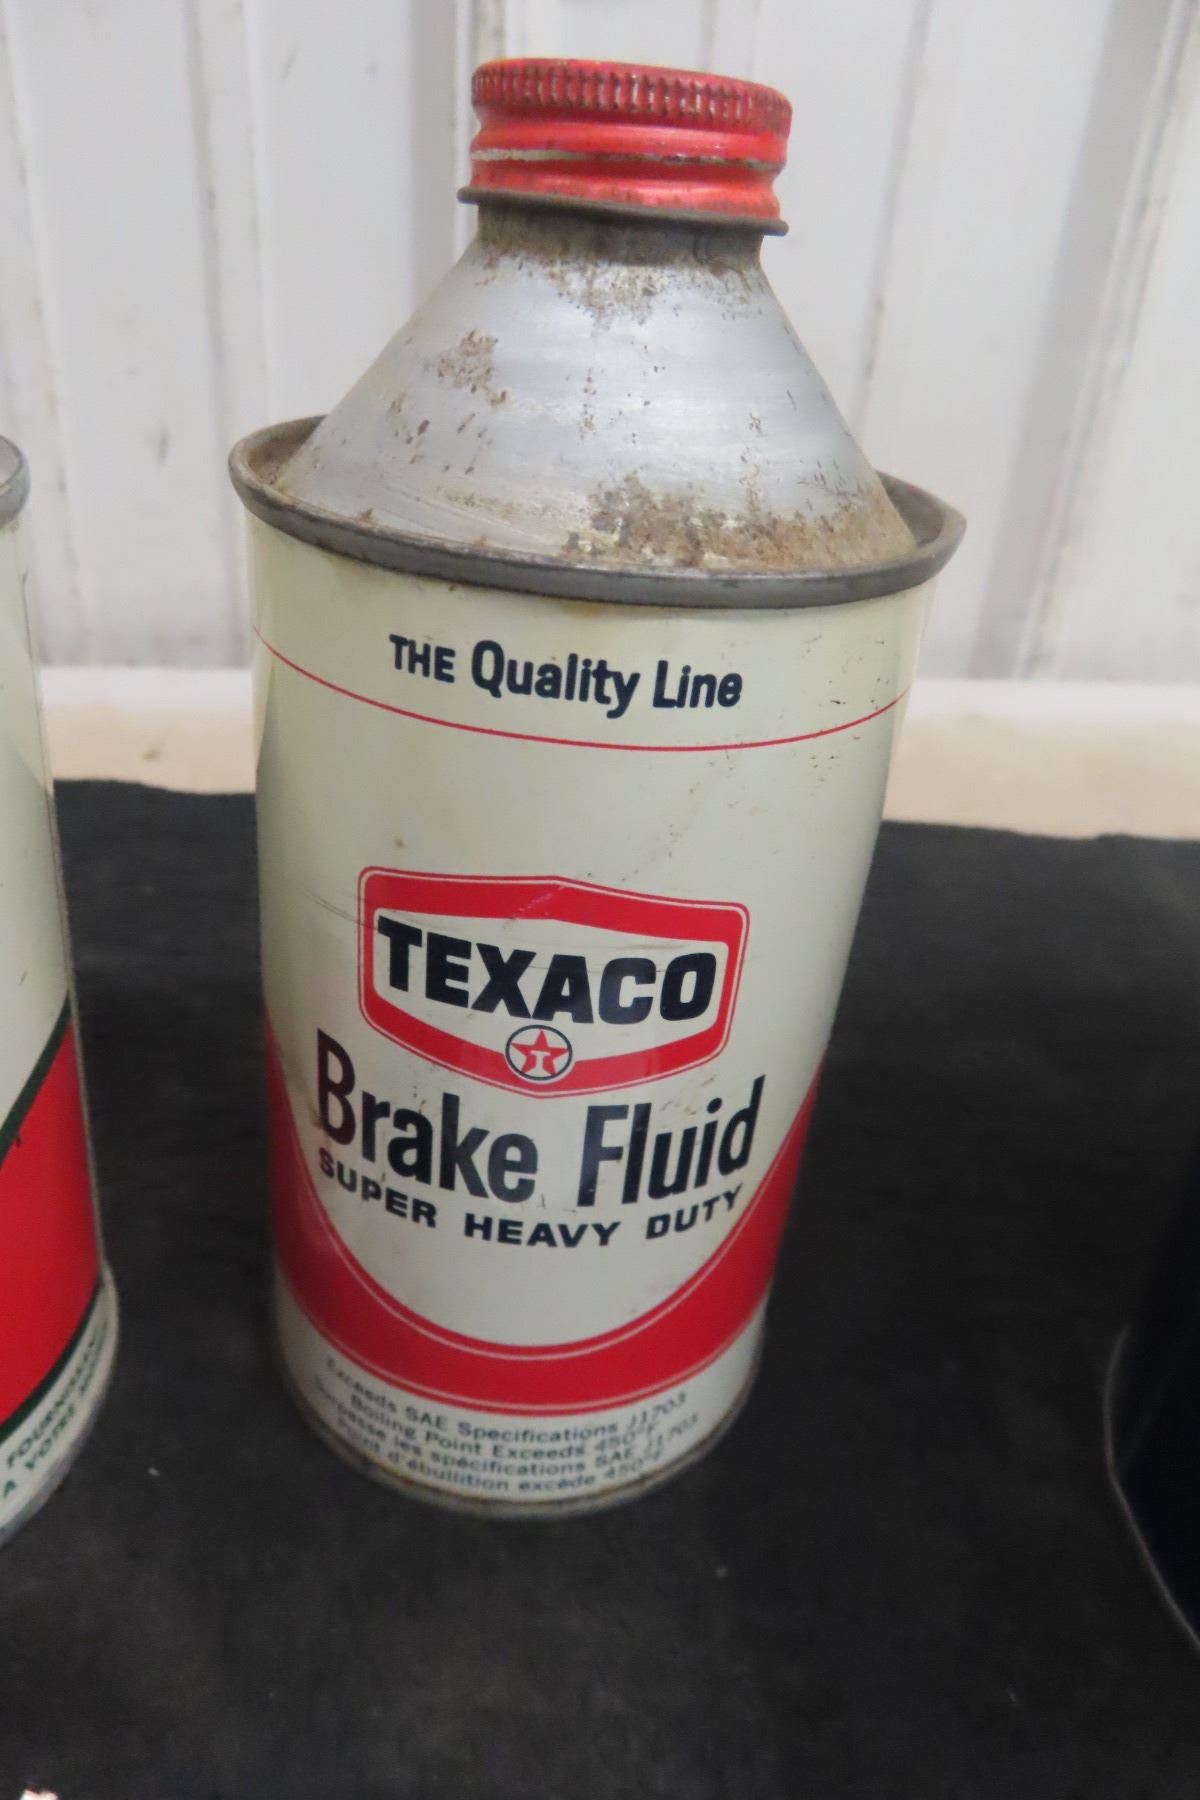 THE Quality Line
TEXACO
T
Brake Fluid
SUPER HEAVY DUTY
Exceeds SAE Specifications J1703
Boiling Point Exceeds 450°F
Surpasse les spécifications SAE J1703
Point d'ébullition excède 450°F
A VOTRE